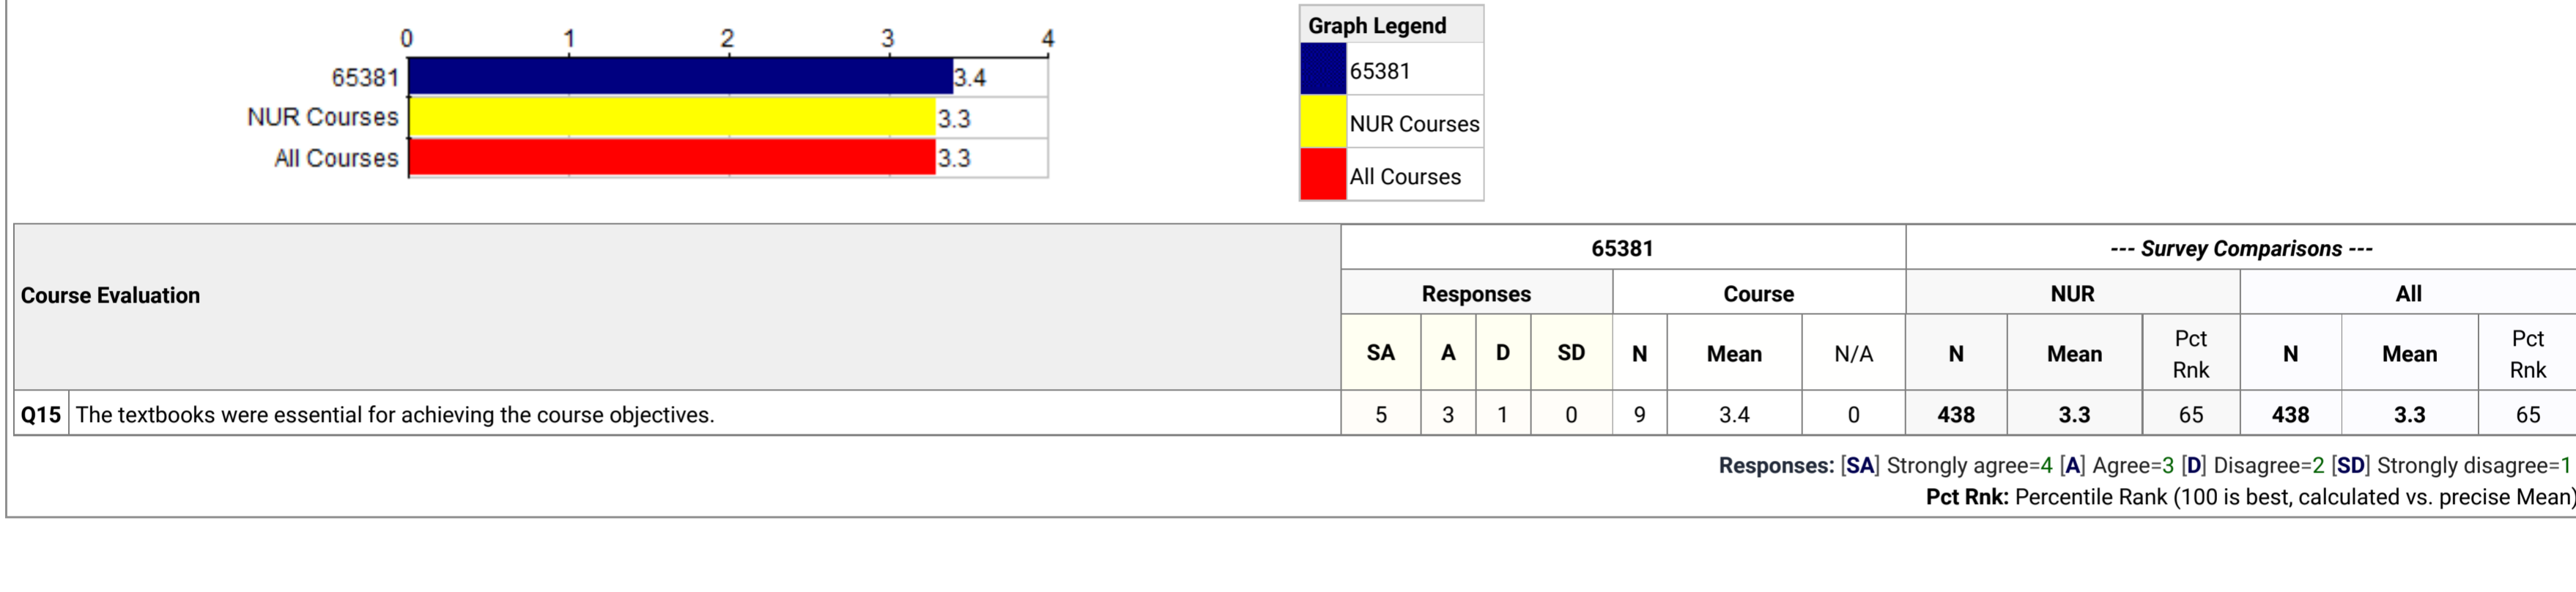 0 1 2 3 4
65381 3.4
NUR Courses 3.3
All Courses 3.3
Graph Legend
65381
NUR Courses
All Courses
Course Evaluation
65381 --- Survey Comparisons ---
Responses Course NUR All
SA A D SD N Mean N/A N Mean Pct Rnk N Mean Pct Rnk
Q15 The textbooks were essential for achieving the course objectives. 5 3 1 0 9 3.4 0 438 3.3 65 438 3.3 65
Responses: [SA] Strongly agree=4 [A] Agree=3 [D] Disagree=2 [SD] Strongly disagree=1
Pct Rnk: Percentile Rank (100 is best, calculated vs. precise Mean)